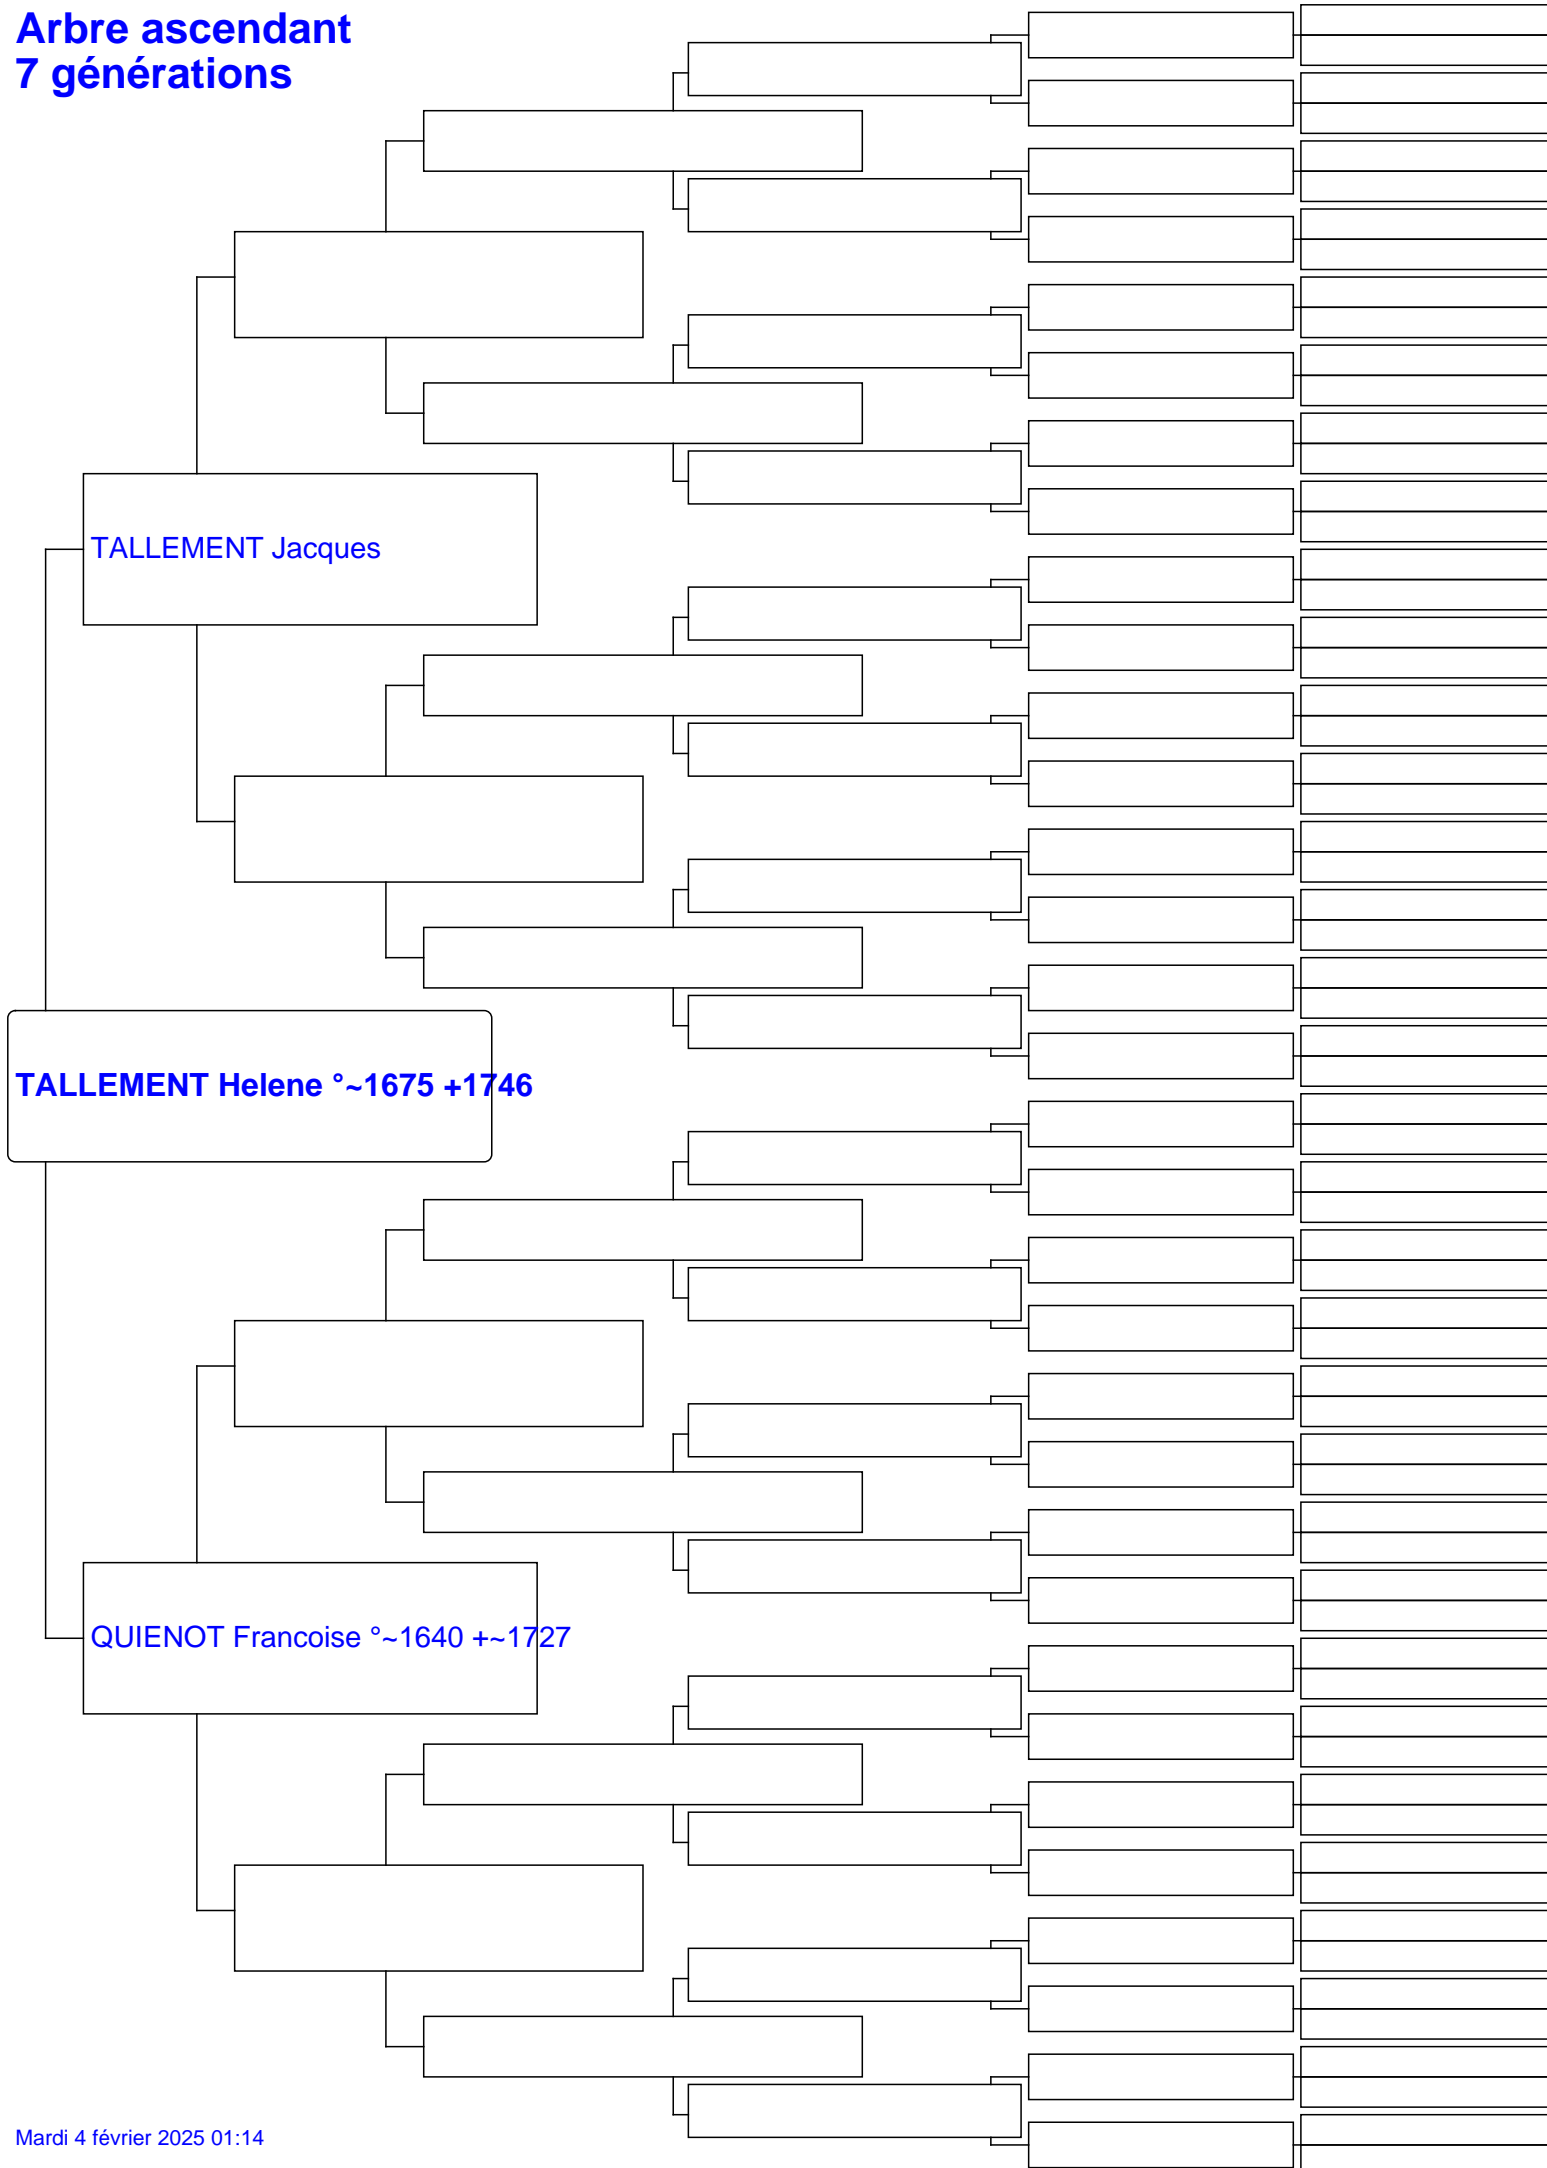 Arbre ascendant
7 générations
TALLEMENT Jacques
TALLEMENT Helene °~1675 +1746
QUIENOT Francoise °~1640 +~1727
Mardi 4 février 2025 01:14